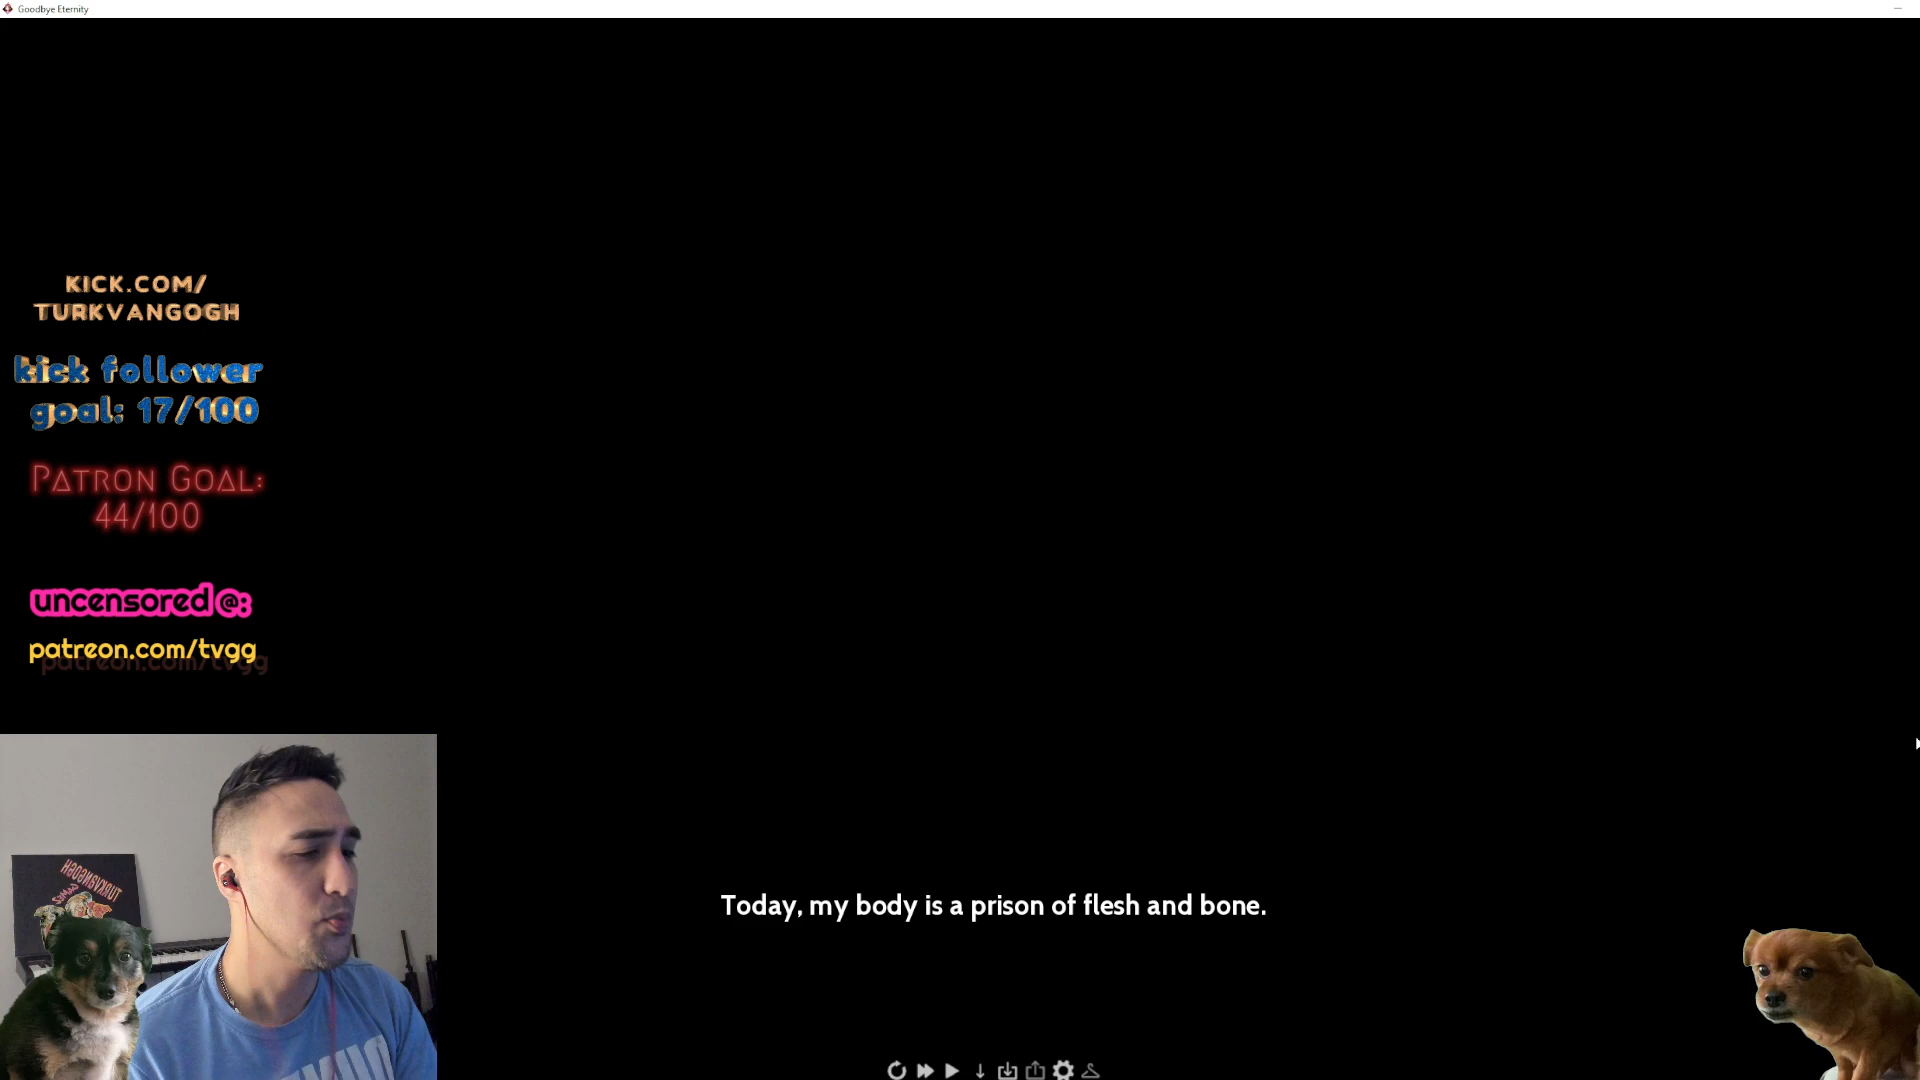 Goodbye Eternity
KICK.COM/
TURKVANGOGH
kick follower
goal: 17/100
PATRON GOAL:
44/100
uncensored @:
patreon.com/tvgg
TURKVANGOGH
Today, my body is a prison of flesh and bone.